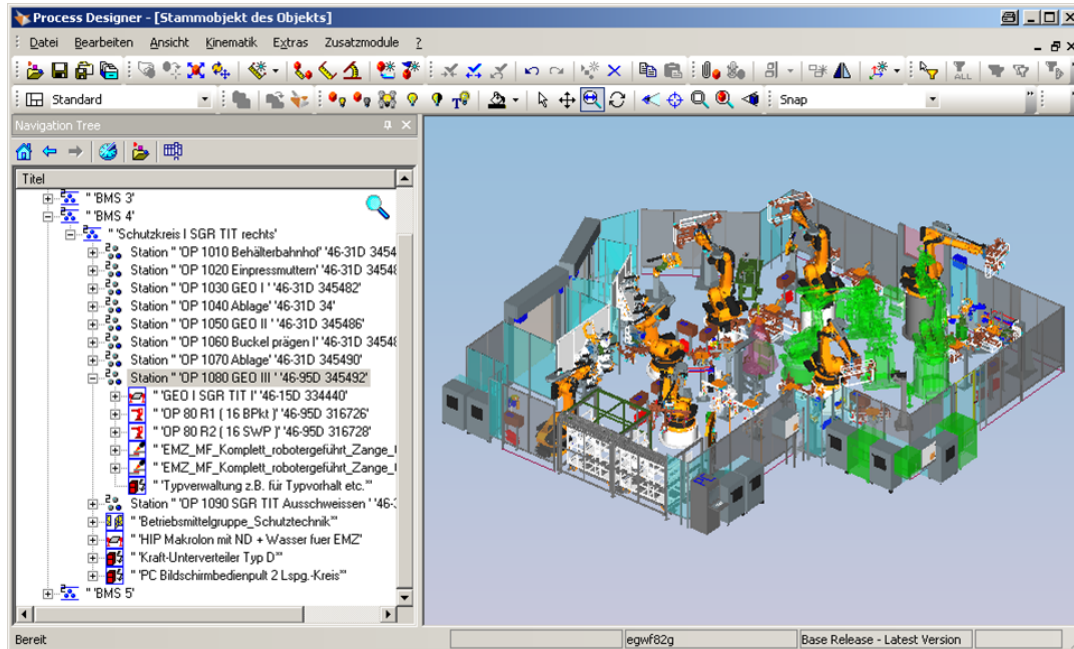 Process Designer - [Stammobjekt des Objekts]
Datei Bearbeiten Ansicht Kinematik Extras Zusatzmodule ?
ALL
Standard
Snap
Navigation Tree
Titel
" 'BMS 3'
" 'BMS 4'
" 'Schutzkreis I SGR TIT rechts'
Station " 'OP 1010 Behälterbahnhof' '46-31D 345
Station " 'OP 1020 Einpressmuttern' '46-31D 3454
Station " 'OP 1030 GEO I ' '46-31D 345482'
Station " 'OP 1040 Ablage' '46-31D 34'
Station " 'OP 1050 GEO II ' '46-31D 345486'
Station " 'OP 1060 Buckel prägen I' '46-31D 3454
Station " 'OP 1070 Ablage' '46-31D 345490'
Station " 'OP 1080 GEO III ' '46-95D 345492'
" 'GEO I SGR TIT I' '46-15D 334440'
" 'OP 80 R1 ( 16 BPkt )' '46-95D 316726'
" 'OP 80 R2 ( 16 SWP )' '46-95D 316728'
" 'EMZ_MF_Komplett_robotergeführt_Zange_
" 'EMZ_MF_Komplett_robotergeführt_Zange_
" 'Typverwaltung z.B. für Typvorhalt etc.'"
Station " 'OP 1090 SGR TIT Ausschweissen ' '46-
" 'Betriebsmittelgruppe_Schutztechnik'"
" 'HIP Makrolon mit ND + Wasser fuer EMZ'
" 'Kraft-Unterverteiler Typ D'"
" 'PC Bildschirmbedienpult 2 Lspg.-Kreis'"
" 'BMS 5'
Bereit
egwf82g
Base Release - Latest Version